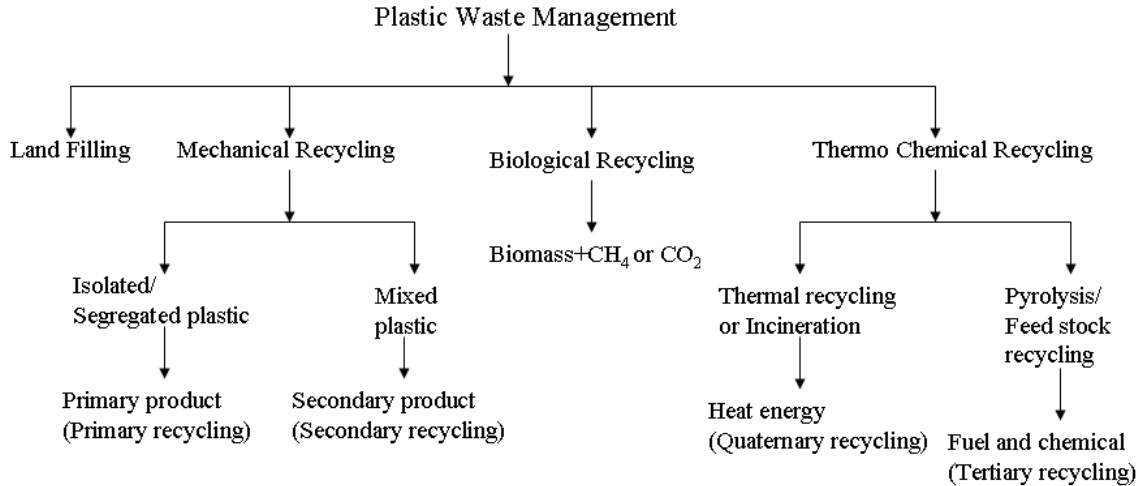 Plastic Waste Management
Land Filling
Mechanical Recycling
Biological Recycling
Thermo Chemical Recycling
Biomass+CH₄ or CO₂
Isolated/
Segregated plastic
Mixed
plastic
Thermal recycling
or Incineration
Pyrolysis/
Feed stock
recycling
Primary product
(Primary recycling)
Secondary product
(Secondary recycling)
Heat energy
(Quaternary recycling)
Fuel and chemical
(Tertiary recycling)